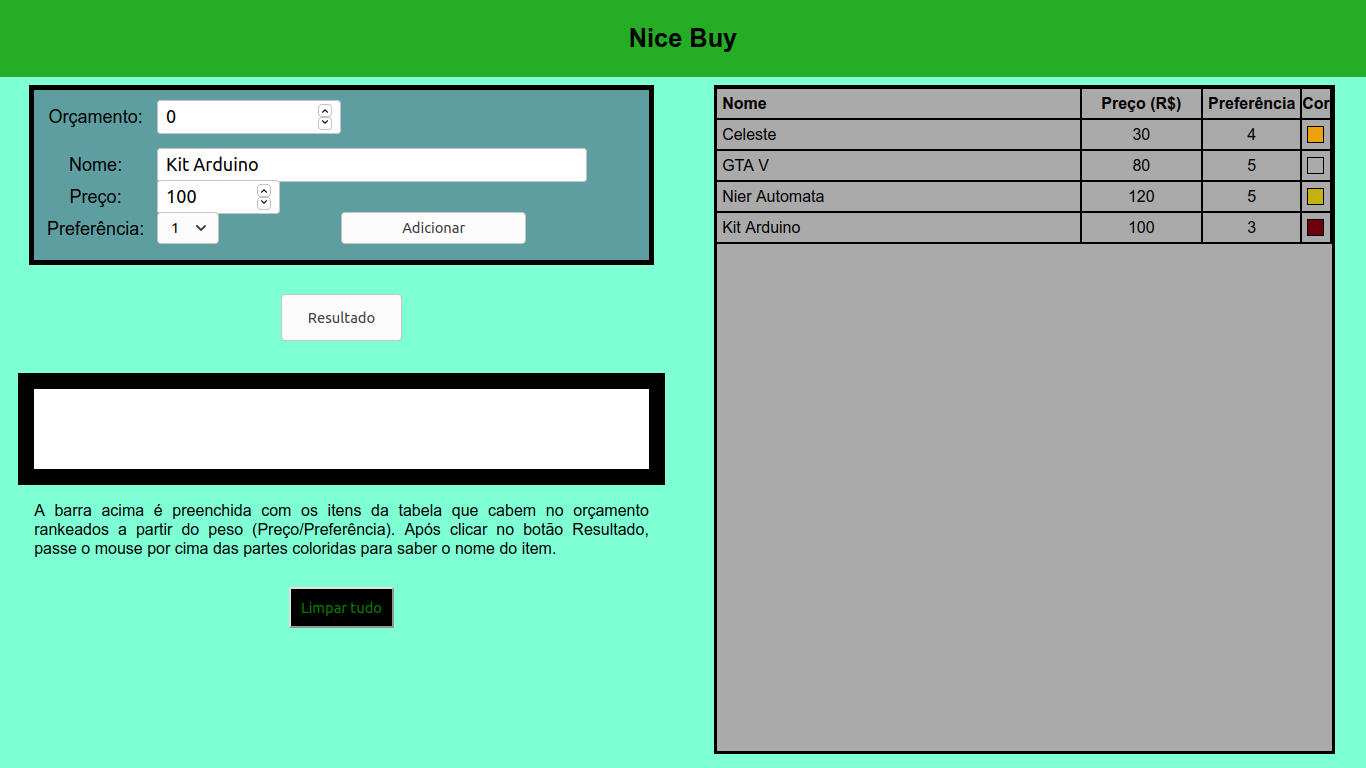 Nice Buy
Orçamento: 0
Nome: Kit Arduino
Preço: 100
Preferência: 1 Adicionar
Resultado
A barra acima é preenchida com os itens da tabela que cabem no orçamento
rankeados a partir do peso (Preço/Preferência). Após clicar no botão Resultado,
passe o mouse por cima das partes coloridas para saber o nome do item.
Limpar tudo
Nome Preço (R$) Preferência Cor
Celeste 30 4
GTA V 80 5
Nier Automata 120 5
Kit Arduino 100 3